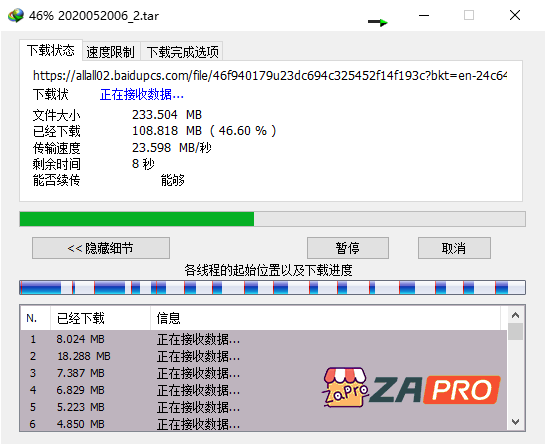 46% 2020052006_2.tar
下载状态 速度限制 下载完成选项
https://allall02.baidupcs.com/file/46f940179u23dc694c325452f14f193c?bkt=en-24c64
下载状 正在接收数据...
文件大小 233.504 MB
已经下载 108.818 MB ( 46.60 % )
传输速度 23.598 MB/秒
剩余时间 8 秒
能否续传 能够
<< 隐藏细节 暂停 取消
各线程的起始位置以及下载进度
N. 已经下载 信息
1 8.024 MB 正在接收数据...
2 18.288 MB 正在接收数据...
3 7.387 MB 正在接收数据...
4 6.829 MB 正在接收数据...
5 5.223 MB 正在接收数据...
6 4.850 MB 正在接收数据...
ZaPro ZAPRO